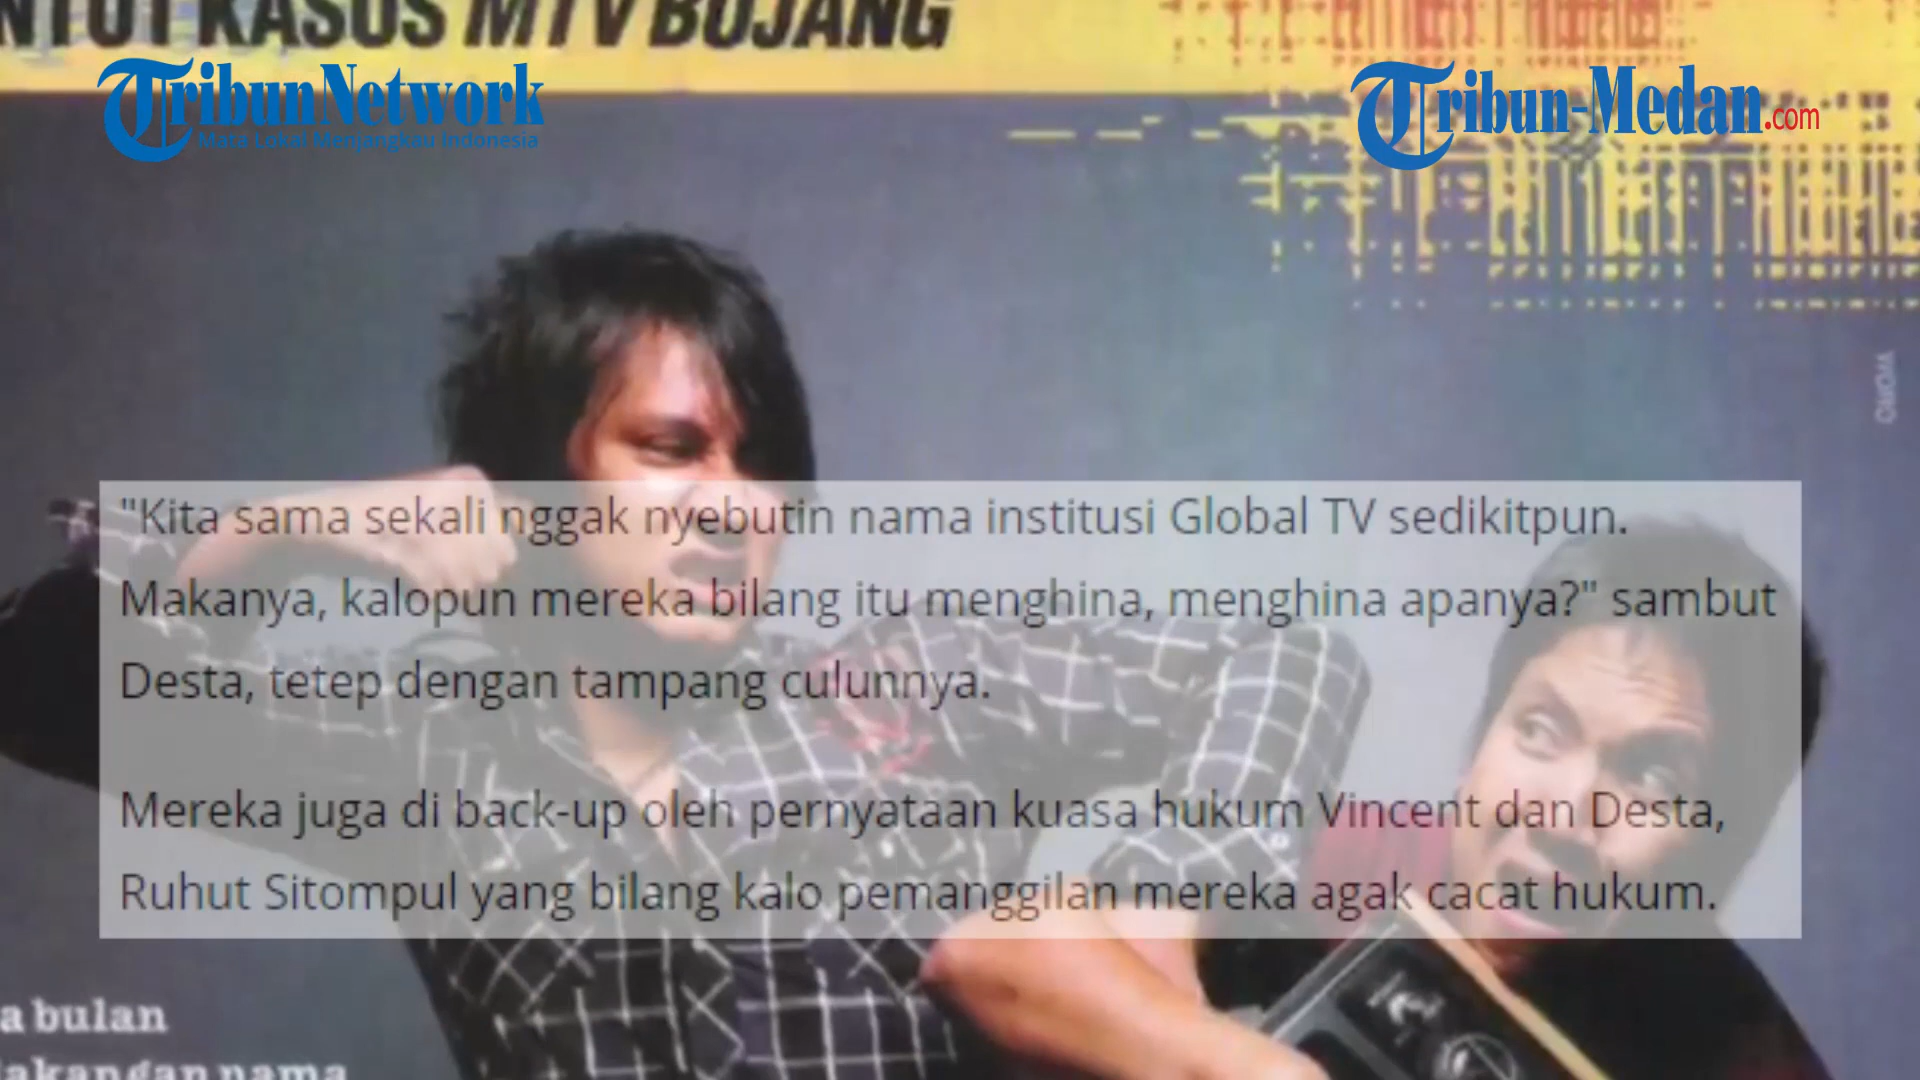 KASUS MTV BUJANG
TribunNetwork
Mata Lokal Menjangkau Indonesia
Tribun-Medan.com
YORIO
"Kita sama sekali nggak nyebutin nama institusi Global TV sedikitpun.
Makanya, kalopun mereka bilang itu menghina, menghina apanya?" sambut
Desta, tetep dengan tampang culunnya.
Mereka juga di back-up oleh pernyataan kuasa hukum Vincent dan Desta,
Ruhut Sitompul yang bilang kalo pemanggilan mereka agak cacat hukum.
a bulan
lakangan nama